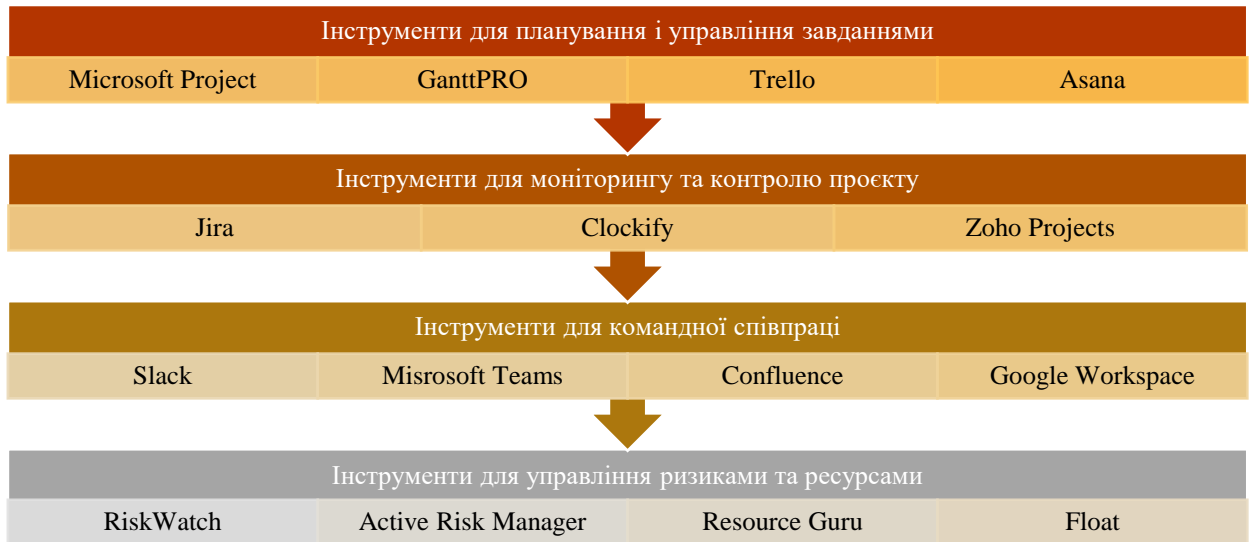 Інструменти для планування і управління завданнями
Microsoft Project GanttPRO Trello Asana
Інструменти для моніторингу та контролю проєкту
Jira Clockify Zoho Projects
Інструменти для командної співпраці
Slack Misrosoft Teams Confluence Google Workspace
Інструменти для управління ризиками та ресурсами
RiskWatch Active Risk Manager Resource Guru Float